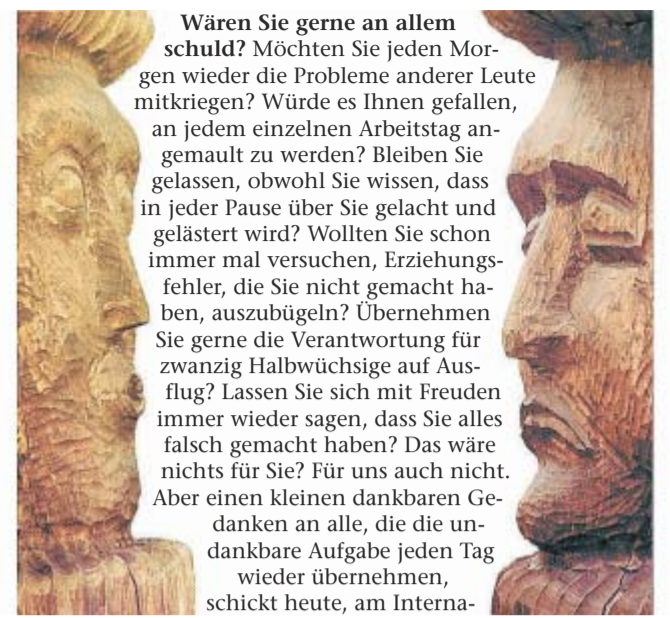 Wären Sie gerne an allem
schuld? Möchten Sie jeden Mor-
gen wieder die Probleme anderer Leute
mitkriegen? Würde es Ihnen gefallen,
an jedem einzelnen Arbeitstag an-
gemault zu werden? Bleiben Sie
gelassen, obwohl Sie wissen, dass
in jeder Pause über Sie gelacht und
gelästert wird? Wollten Sie schon
immer mal versuchen, Erziehungs-
fehler, die Sie nicht gemacht ha-
ben, auszubügeln? Übernehmen
Sie gerne die Verantwortung für
zwanzig Halbwüchsige auf Aus-
flug? Lassen Sie sich mit Freuden
immer wieder sagen, dass Sie alles
falsch gemacht haben? Das wäre
nichts für Sie? Für uns auch nicht.
Aber einen kleinen dankbaren Ge-
danken an alle, die die un-
dankbare Aufgabe jeden Tag
wieder übernehmen,
schickt heute, am Interna-